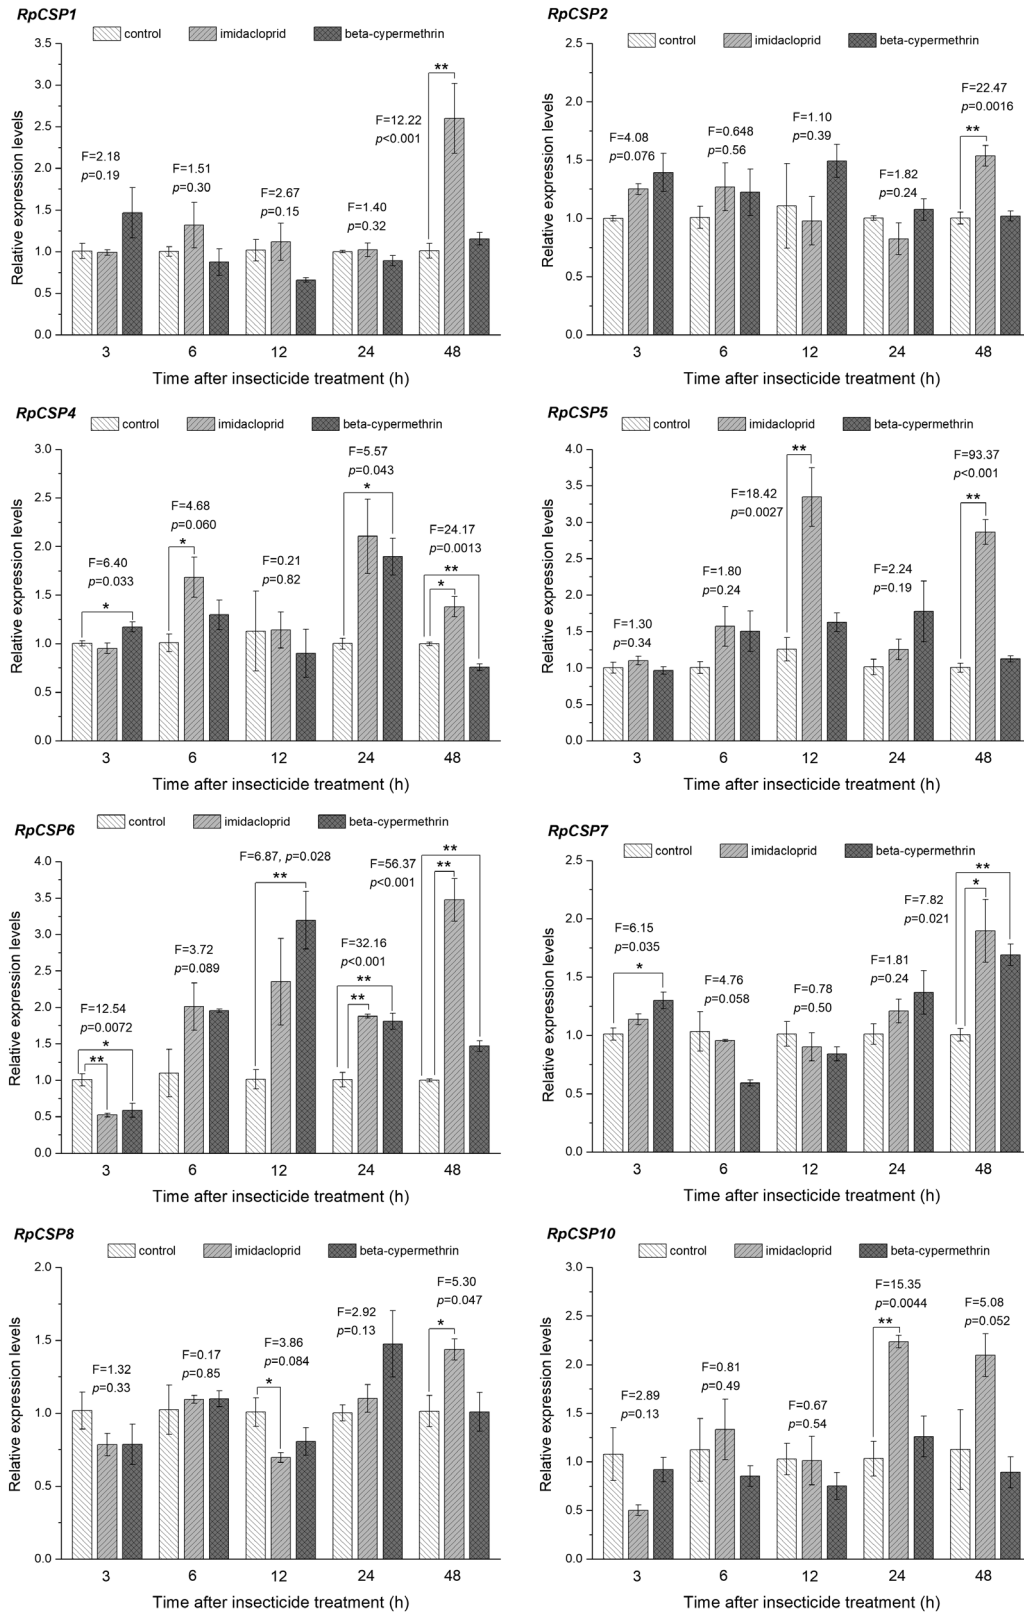 RpCSP1
control imidacloprid beta-cypermethrin
Relative expression levels
3.5
3.0
2.5
2.0
1.5
1.0
0.5
0.0
F=2.18
p=0.19
F=1.51
p=0.30
F=2.67
p=0.15
F=1.40
p=0.32
F=12.22
p<0.001
**
3 6 12 24 48
Time after insecticide treatment (h)
RpCSP2
control imidacloprid beta-cypermethrin
Relative expression levels
2.5
2.0
1.5
1.0
0.5
0.0
F=4.08
p=0.076
F=0.648
p=0.56
F=1.10
p=0.39
F=1.82
p=0.24
F=22.47
p=0.0016
**
3 6 12 24 48
Time after insecticide treatment (h)
RpCSP4
control imidacloprid beta-cypermethrin
Relative expression levels
3.0
2.5
2.0
1.5
1.0
0.5
0.0
F=6.40
p=0.033
*
F=4.68
p=0.060
*
F=0.21
p=0.82
F=5.57
p=0.043
*
F=24.17
p=0.0013
**
*
3 6 12 24 48
Time after insecticide treatment (h)
RpCSP5
control imidacloprid beta-cypermethrin
Relative expression levels
4.0
3.5
3.0
2.5
2.0
1.5
1.0
0.5
0.0
F=1.30
p=0.34
F=1.80
p=0.24
F=18.42
p=0.0027
**
F=2.24
p=0.19
F=93.37
p<0.001
**
3 6 12 24 48
Time after insecticide treatment (h)
RpCSP6
control imidacloprid beta-cypermethrin
Relative expression levels
4.0
3.5
3.0
2.5
2.0
1.5
1.0
0.5
0.0
F=12.54
p=0.0072
*
**
F=3.72
p=0.089
F=6.87, p=0.028
**
F=32.16
p<0.001
**
**
F=56.37
p<0.001
**
**
3 6 12 24 48
Time after insecticide treatment (h)
RpCSP7
control imidacloprid beta-cypermethrin
Relative expression levels
2.5
2.0
1.5
1.0
0.5
0.0
F=6.15
p=0.035
*
F=4.76
p=0.058
F=0.78
p=0.50
F=1.81
p=0.24
F=7.82
p=0.021
**
*
3 6 12 24 48
Time after insecticide treatment (h)
RpCSP8
control imidacloprid beta-cypermethrin
Relative expression levels
2.0
1.5
1.0
0.5
0.0
F=1.32
p=0.33
F=0.17
p=0.85
F=3.86
p=0.084
*
F=2.92
p=0.13
F=5.30
p=0.047
*
3 6 12 24 48
Time after insecticide treatment (h)
RpCSP10
control imidacloprid beta-cypermethrin
Relative expression levels
3.0
2.5
2.0
1.5
1.0
0.5
0.0
F=2.89
p=0.13
F=0.81
p=0.49
F=0.67
p=0.54
F=15.35
p=0.0044
**
F=5.08
p=0.052
3 6 12 24 48
Time after insecticide treatment (h)